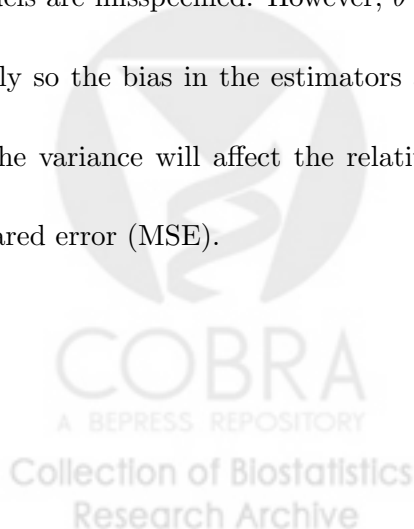 models are misspecified. However, θ
ly so the bias in the estimators
he variance will affect the relati
ared error (MSE).
COBRA
A BEPRESS REPOSITORY
Collection of Biostatistics
Research Archive